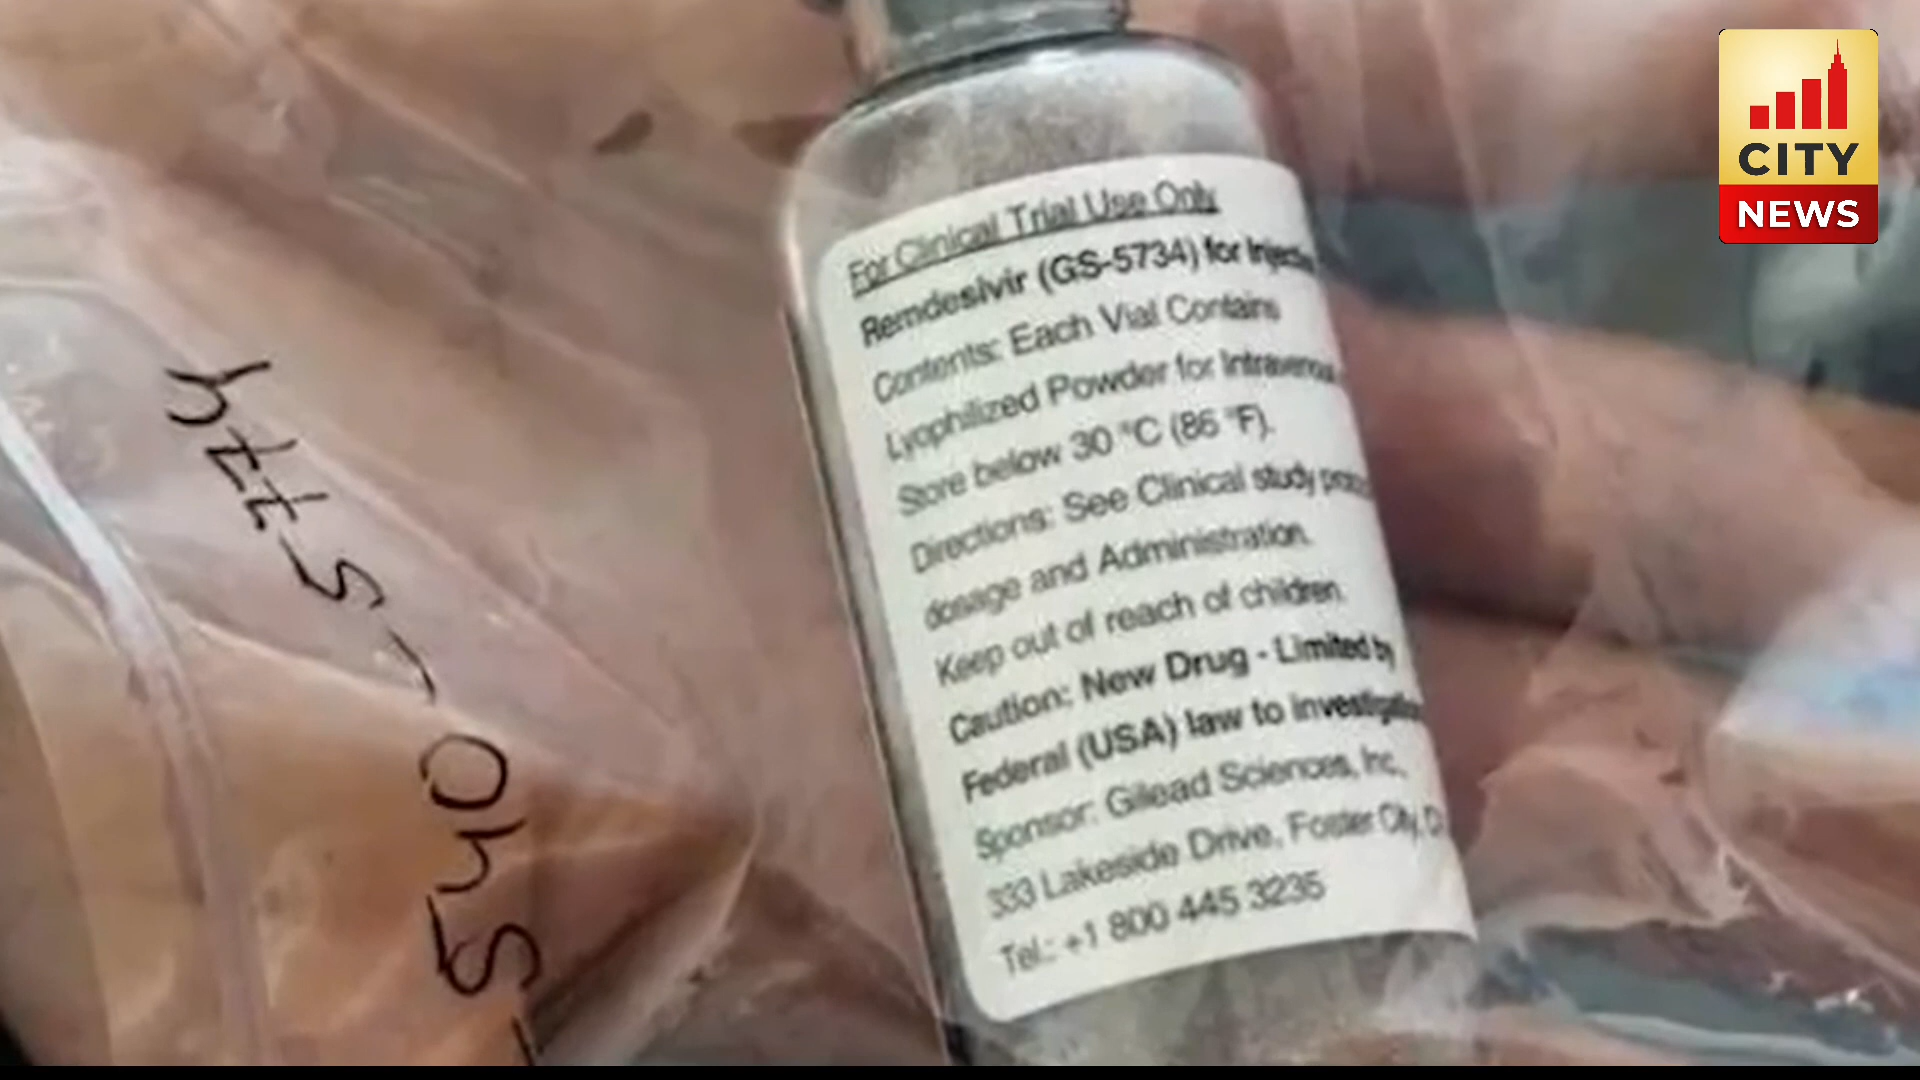 CITY
NEWS
For Clinical Trial Use Only
Remdesivir (GS-5734) for
Contents: Each Vial Contains
Lyophilized Powder for
Store below 30 °C (86 °F).
Directions: See Clinical study
dosage and Administration.
Keep out of reach of children.
Caution: New Drug - Limited by
Federal (USA) law to
Sponsor: Gilead Sciences, Inc.
333 Lakeside Drive, Foster City,
Tel.: +1 800 445 3235